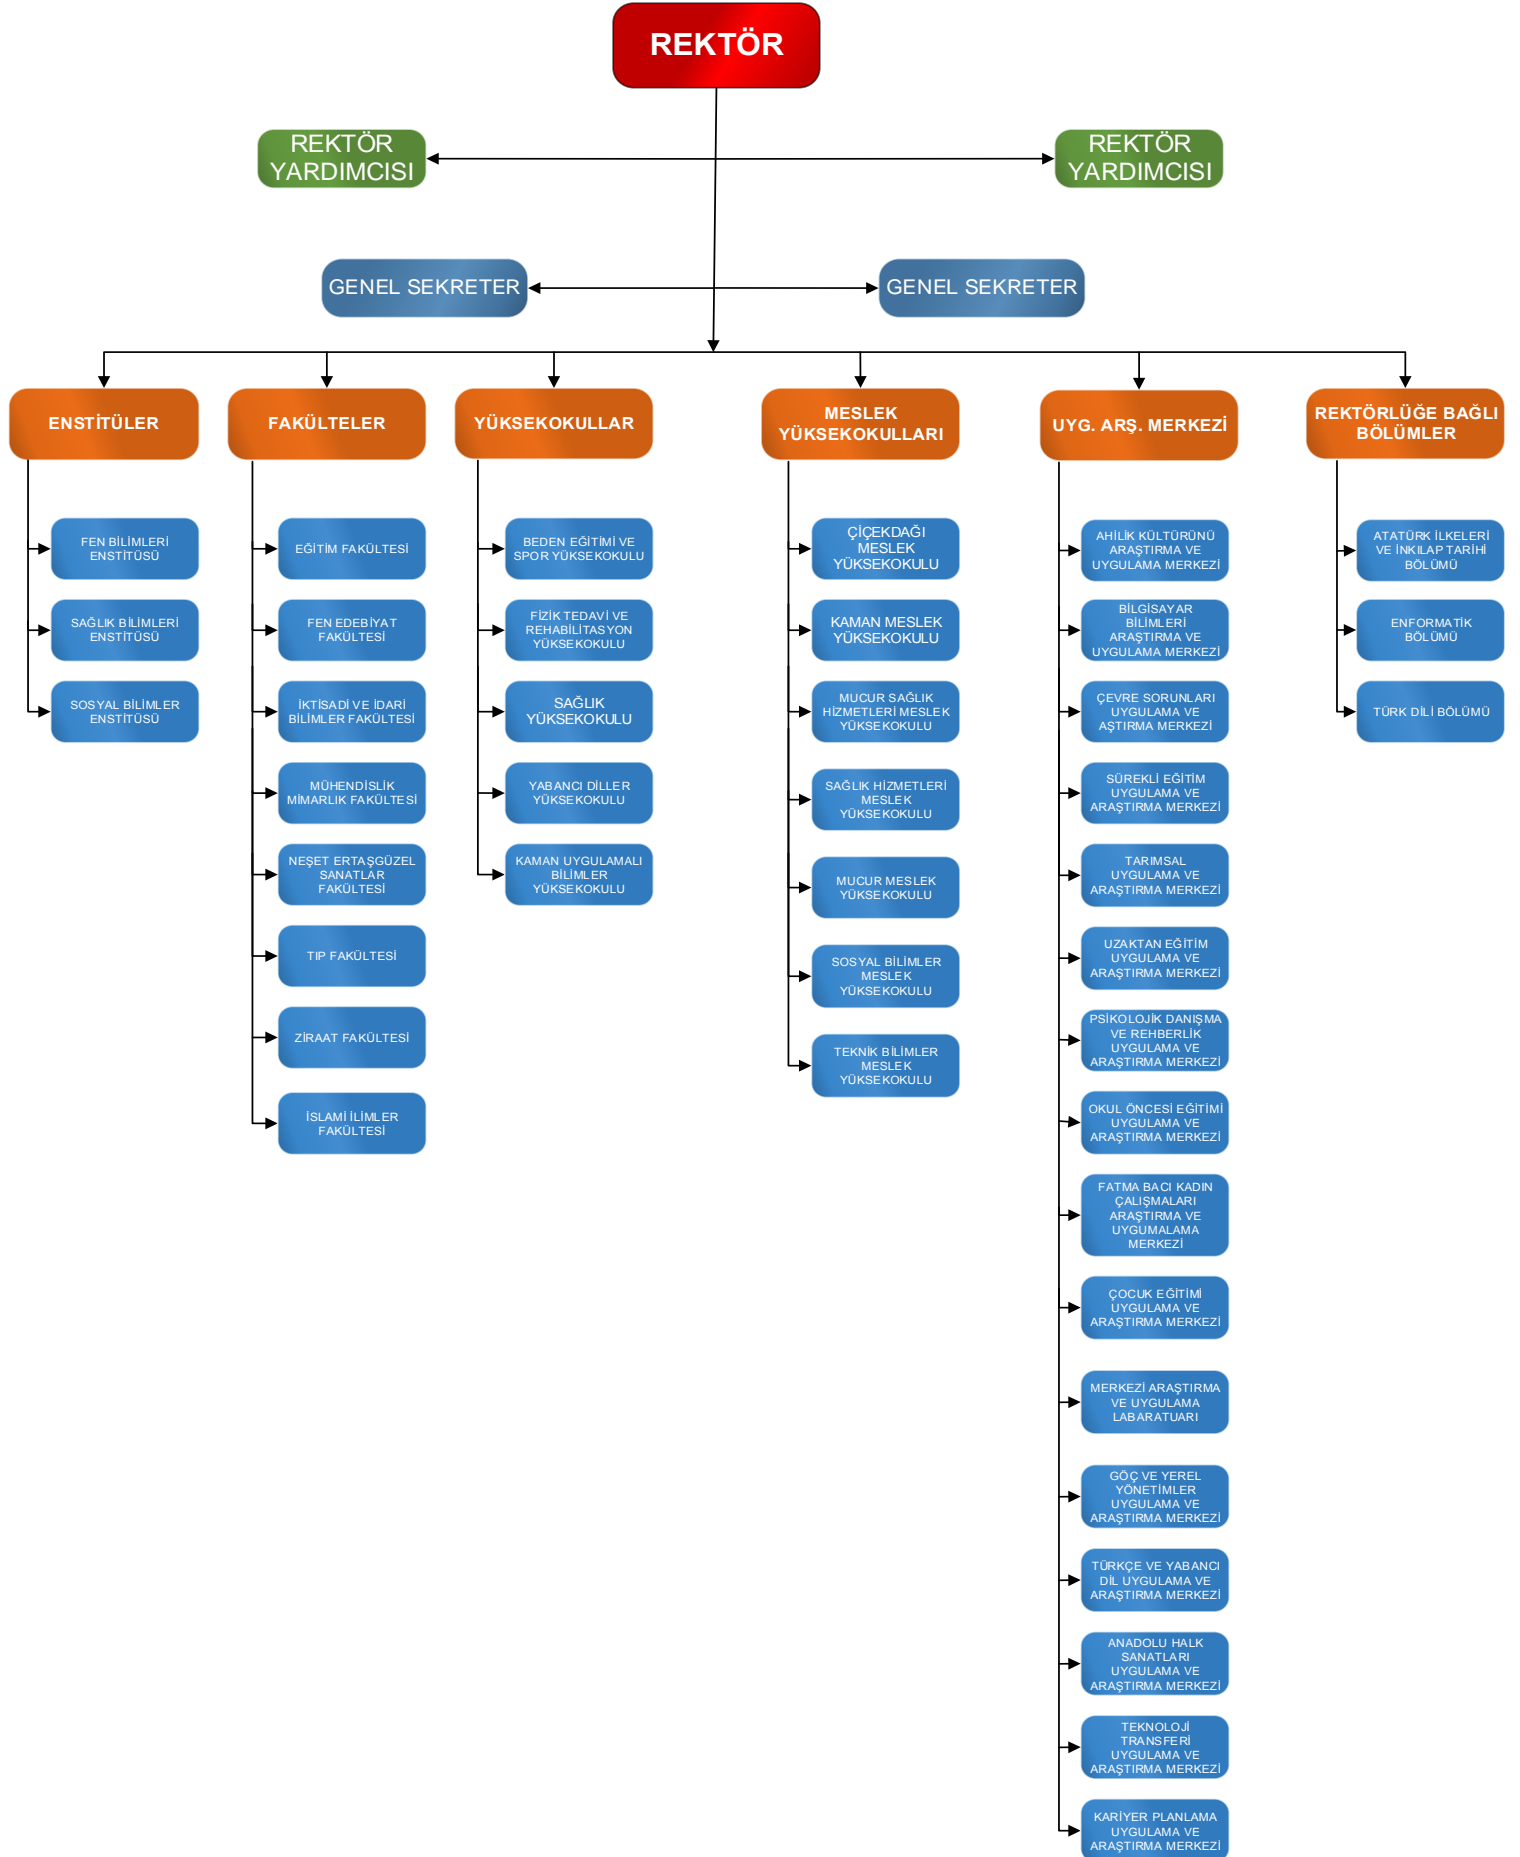 REKTÖR
REKTÖR
YARDIMCISI
REKTÖR
YARDIMCISI
GENEL SEKRETER
GENEL SEKRETER
ENSTİTÜLER
FEN BİLİMLERİ
ENSTİTÜSÜ
SAĞLIK BİLİMLERİ
ENSTİTÜSÜ
SOSYAL BİLİMLER
ENSTİTÜSÜ
FAKÜLTELER
EĞİTİM FAKÜLTESİ
FEN EDEBİYAT
FAKÜLTESİ
İKTİSADİ VE İDARİ
BİLİMLER FAKÜLTESİ
MÜHENDİSLİK
MİMARLIK FAKÜLTESİ
NEŞET ERTAŞGÜZEL
SANATLAR
FAKÜLTESİ
TIP FAKÜLTESİ
ZİRAAT FAKÜLTESİ
İSLAMİ İLİMLER
FAKÜLTESİ
YÜKSEKOKULLAR
BEDEN EĞİTİMİ VE
SPOR YÜKSEKOKULU
FİZİK TEDAVİ VE
REHABİLİTASYON
YÜKSEKOKULU
SAĞLIK
YÜKSEKOKULU
YABANCI DİLLER
YÜKSEKOKULU
KAMAN UYGULAMALI
BİLİMLER
YÜKSEKOKULU
MESLEK
YÜKSEKOKULLARI
ÇİÇEKDAĞI
MESLEK
YÜKSEKOKULU
KAMAN MESLEK
YÜKSEKOKULU
MUCUR SAĞLIK
HİZMETLERİ MESLEK
YÜKSEKOKULU
SAĞLIK HİZMETLERİ
MESLEK
YÜKSEKOKULU
MUCUR MESLEK
YÜKSEKOKULU
SOSYAL BİLİMLER
MESLEK
YÜKSEKOKULU
TEKNİK BİLİMLER
MESLEK
YÜKSEKOKULU
UYG. ARŞ. MERKEZİ
AHİLİK KÜLTÜRÜNÜ
ARAŞTIRMA VE
UYGULAMA MERKEZİ
BİLGİSAYAR
BİLİMLERİ
ARAŞTIRMA VE
UYGULAMA MERKEZİ
ÇEVRE SORUNLARI
UYGULAMA VE
AŞTIRMA MERKEZİ
SÜREKLİ EĞİTİM
UYGULAMA VE
ARAŞTIRMA MERKEZİ
TARIMSAL
UYGULAMA VE
ARAŞTIRMA MERKEZİ
UZAKTAN EĞİTİM
UYGULAMA VE
ARAŞTIRMA MERKEZİ
PSİKOLOJİK DANIŞMA
VE REHBERLİK
UYGULAMA VE
ARAŞTIRMA MERKEZİ
OKUL ÖNCESİ EĞİTİMİ
UYGULAMA VE
ARAŞTIRMA MERKEZİ
FATMA BACI KADIN
ÇALIŞMALARI
ARAŞTIRMA VE
UYGUMALAMA
MERKEZİ
ÇOCUK EĞİTİMİ
UYGULAMA VE
ARAŞTIRMA MERKEZİ
MERKEZİ ARAŞTIRMA
VE UYGULAMA
LABARATUARI
GÖÇ VE YEREL
YÖNETİMLER
UYGULAMA VE
ARAŞTIRMA MERKEZİ
TÜRKÇE VE YABANCI
DİL UYGULAMA VE
ARAŞTIRMA MERKEZİ
ANADOLU HALK
SANATLARI
UYGULAMA VE
ARAŞTIRMA MERKEZİ
TEKNOLOJİ
TRANSFERİ
UYGULAMA VE
ARAŞTIRMA MERKEZİ
KARİYER PLANLAMA
UYGULAMA VE
ARAŞTIRMA MERKEZİ
REKTÖRLÜĞE BAĞLI
BÖLÜMLER
ATATÜRK İLKELERİ
VE İNKILAP TARİHİ
BÖLÜMÜ
ENFORMATİK
BÖLÜMÜ
TÜRK DİLİ BÖLÜMÜ